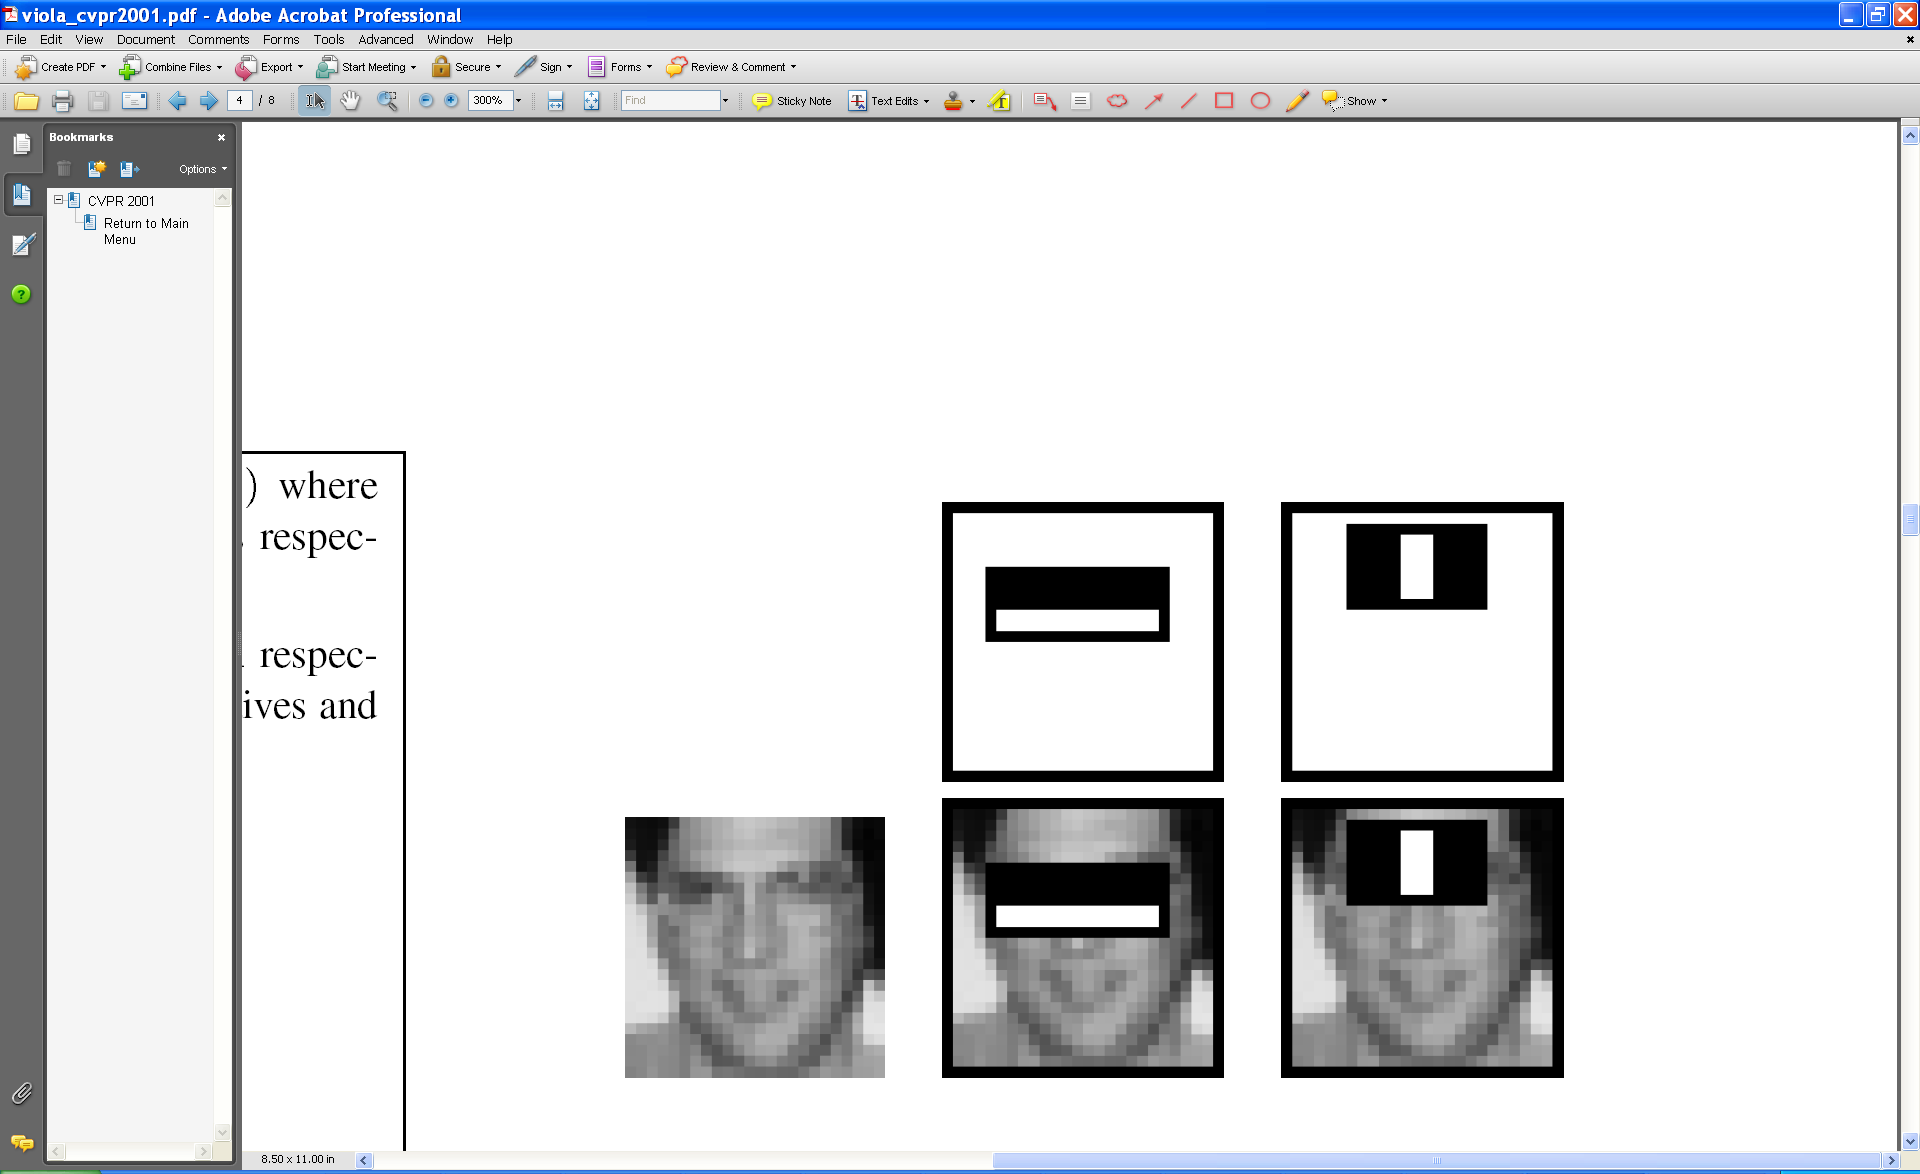 viola_cvpr2001.pdf - Adobe Acrobat Professional
File Edit View Document Comments Forms Tools Advanced Window Help
Create PDF Combine Files Export Start Meeting Secure Sign Forms Review & Comment
4 / 8 300% Find Sticky Note Text Edits Show
Bookmarks
Options
CVPR 2001
Return to Main
Menu
) where
respec-
respec-
ives and
8.50 x 11.00 in